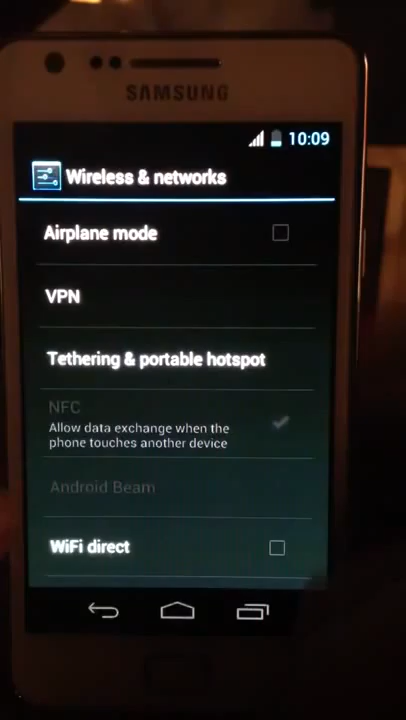 SAMSUNG
10:09
Wireless & networks
Airplane mode
VPN
Tethering & portable hotspot
NFC
Allow data exchange when the
phone touches another device
Android Beam
WiFi direct